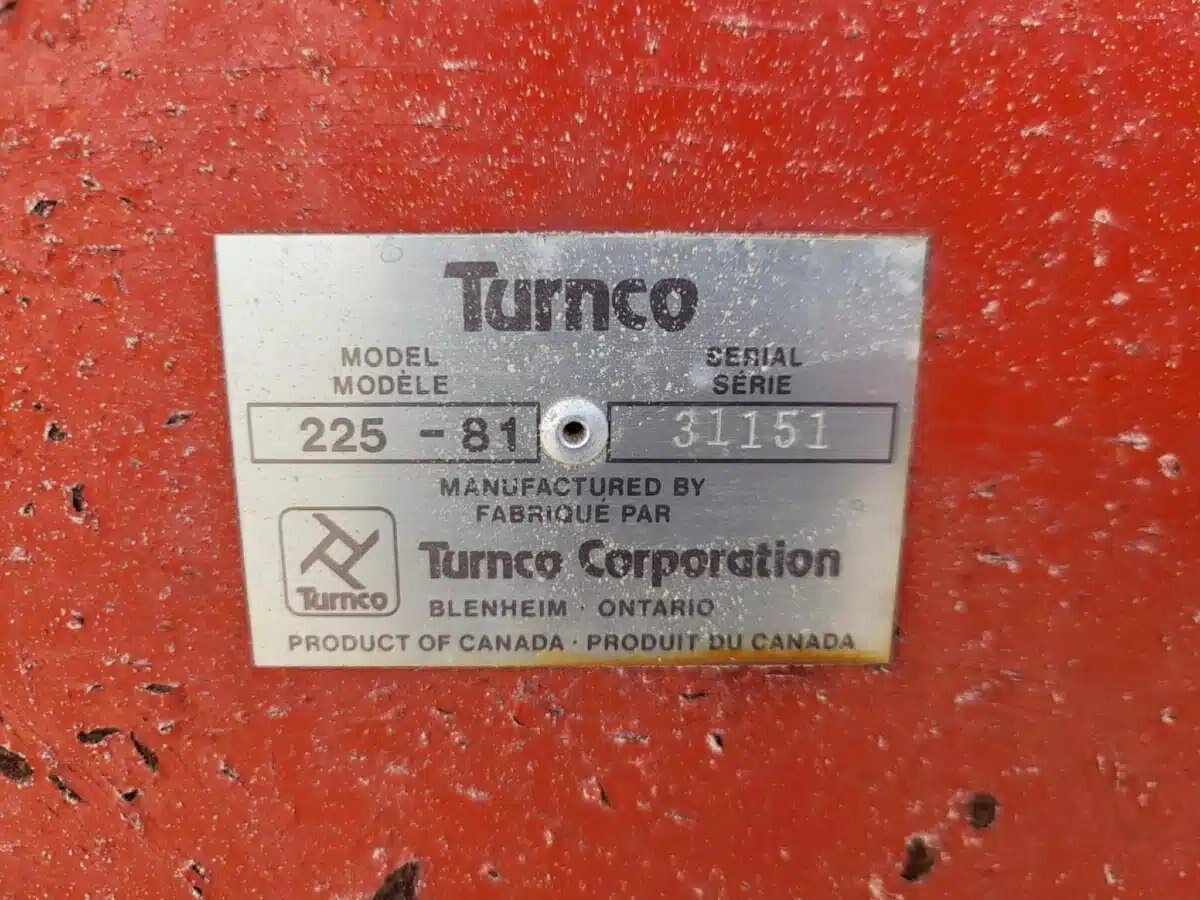 Turnco
MODEL SERIAL
MODÈLE SÉRIE
225 - 81 31151
MANUFACTURED BY
FABRIQUÉ PAR
Turnco Corporation
Turnco
BLENHEIM · ONTARIO
PRODUCT OF CANADA · PRODUIT DU CANADA